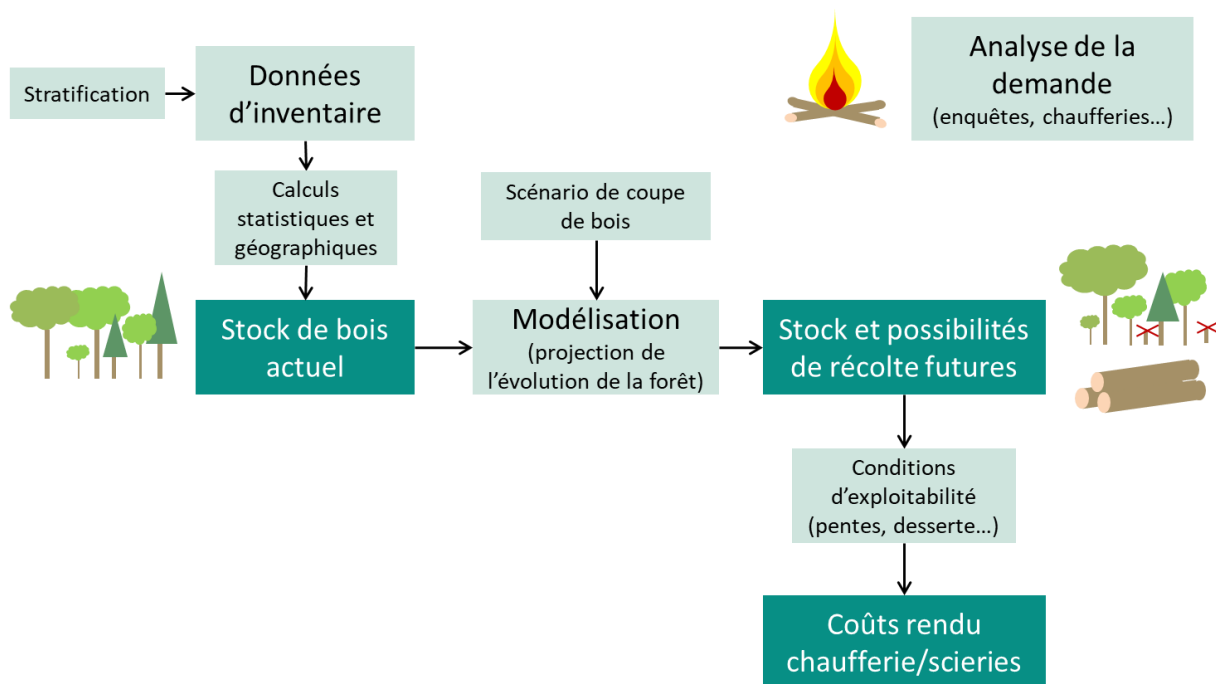 Stratification
Données
d’inventaire
Analyse de la
demande
(enquêtes, chaufferies…)
Calculs
statistiques et
géographiques
Scénario de coupe
de bois
Stock de bois
actuel
Modélisation
(projection de
l’évolution de la forêt)
Stock et possibilités
de récolte futures
Conditions
d’exploitabilité
(pentes, desserte…)
Coûts rendu
chaufferie/scieries